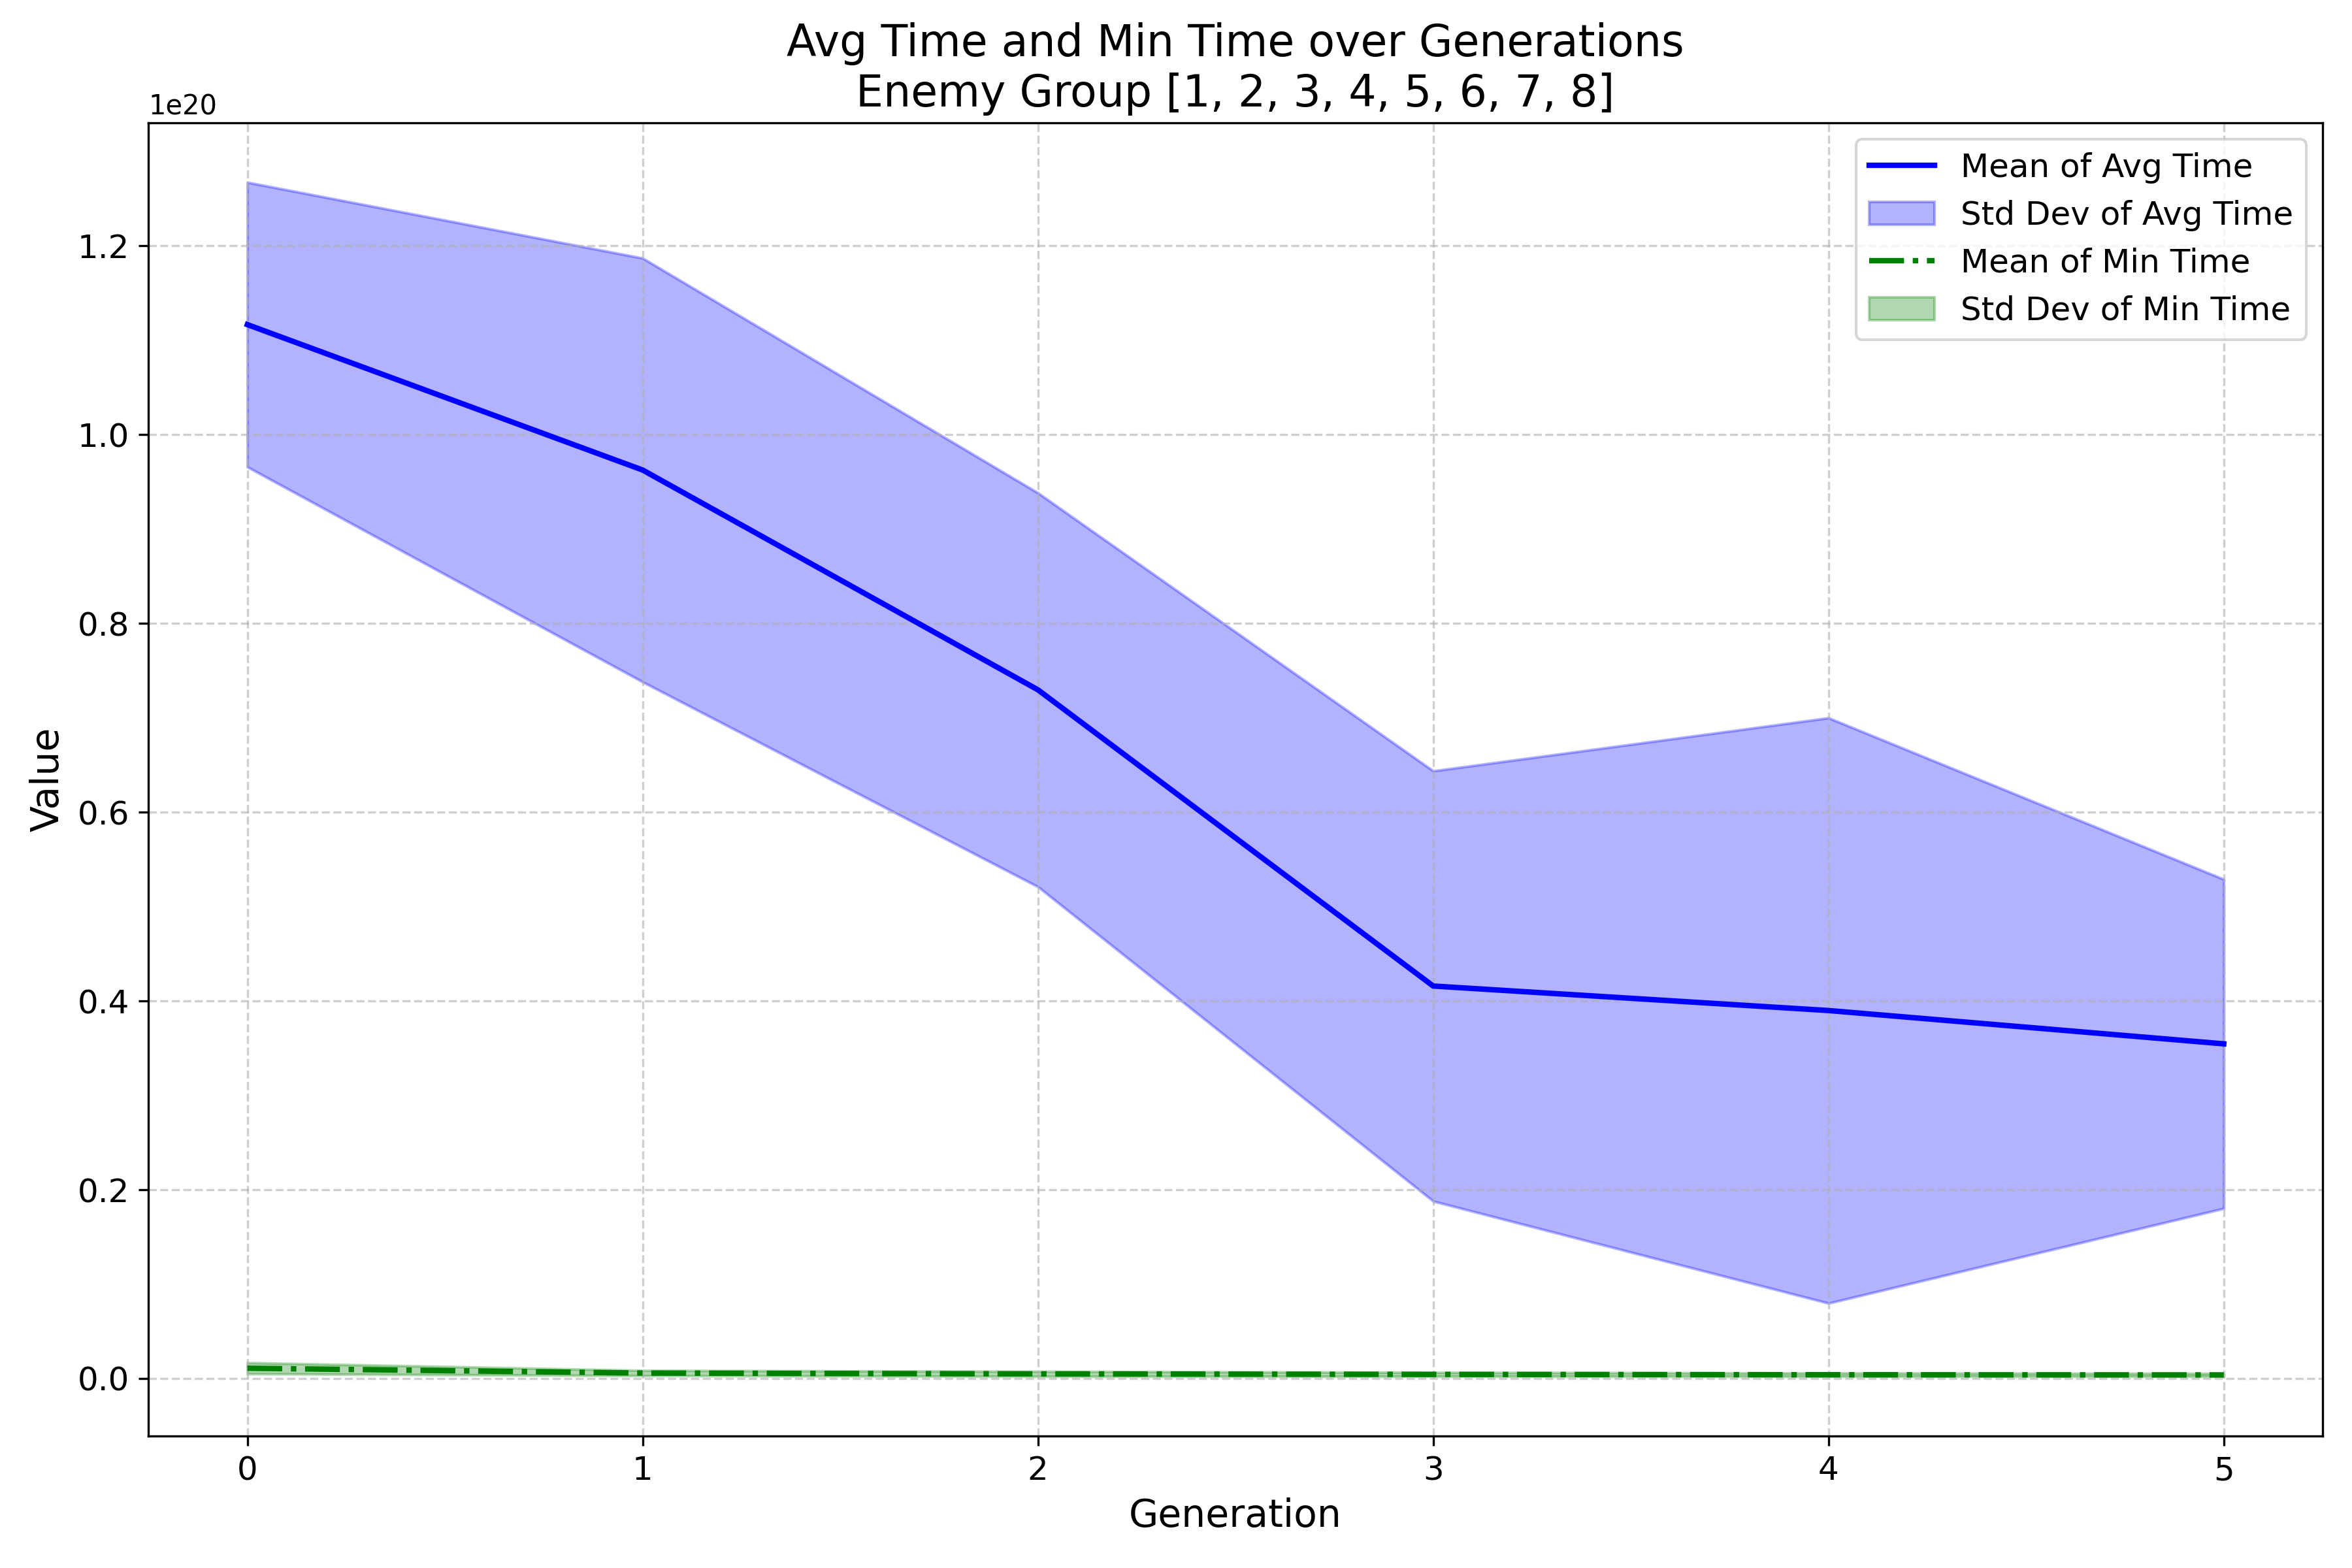 Avg Time and Min Time over Generations
Enemy Group [1, 2, 3, 4, 5, 6, 7, 8]
1e20
Mean of Avg Time
Std Dev of Avg Time
Mean of Min Time
Std Dev of Min Time
1.2
1.0
0.8
0.6
0.4
0.2
0.0
Value
0 1 2 3 4 5
Generation